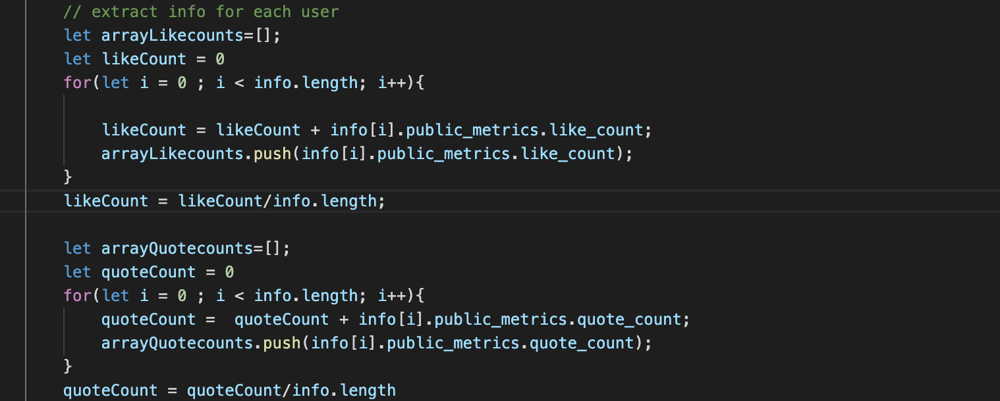 // extract info for each user
let arrayLikecounts=[];
let likeCount = 0
for(let i = 0 ; i < info.length; i++){
likeCount = likeCount + info[i].public_metrics.like_count;
arrayLikecounts.push(info[i].public_metrics.like_count);
}
likeCount = likeCount/info.length;
let arrayQuotecounts=[];
let quoteCount = 0
for(let i = 0 ; i < info.length; i++){
quoteCount =  quoteCount + info[i].public_metrics.quote_count;
arrayQuotecounts.push(info[i].public_metrics.quote_count);
}
quoteCount = quoteCount/info.length